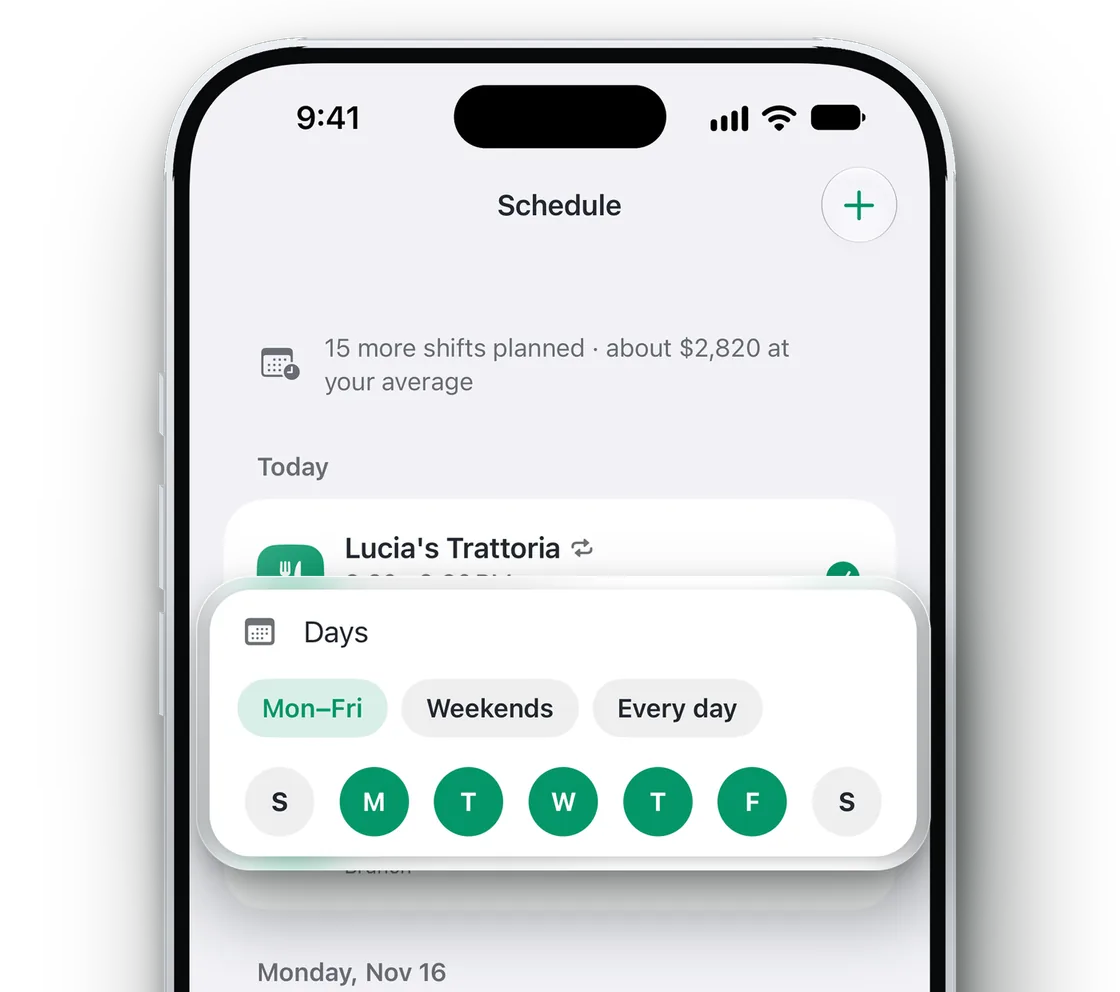 9:41
Schedule
15 more shifts planned · about $2,820 at
your average
Today
Lucia's Trattoria
Days
Mon–Fri
Weekends
Every day
S M T W T F S
Brunch
Monday, Nov 16